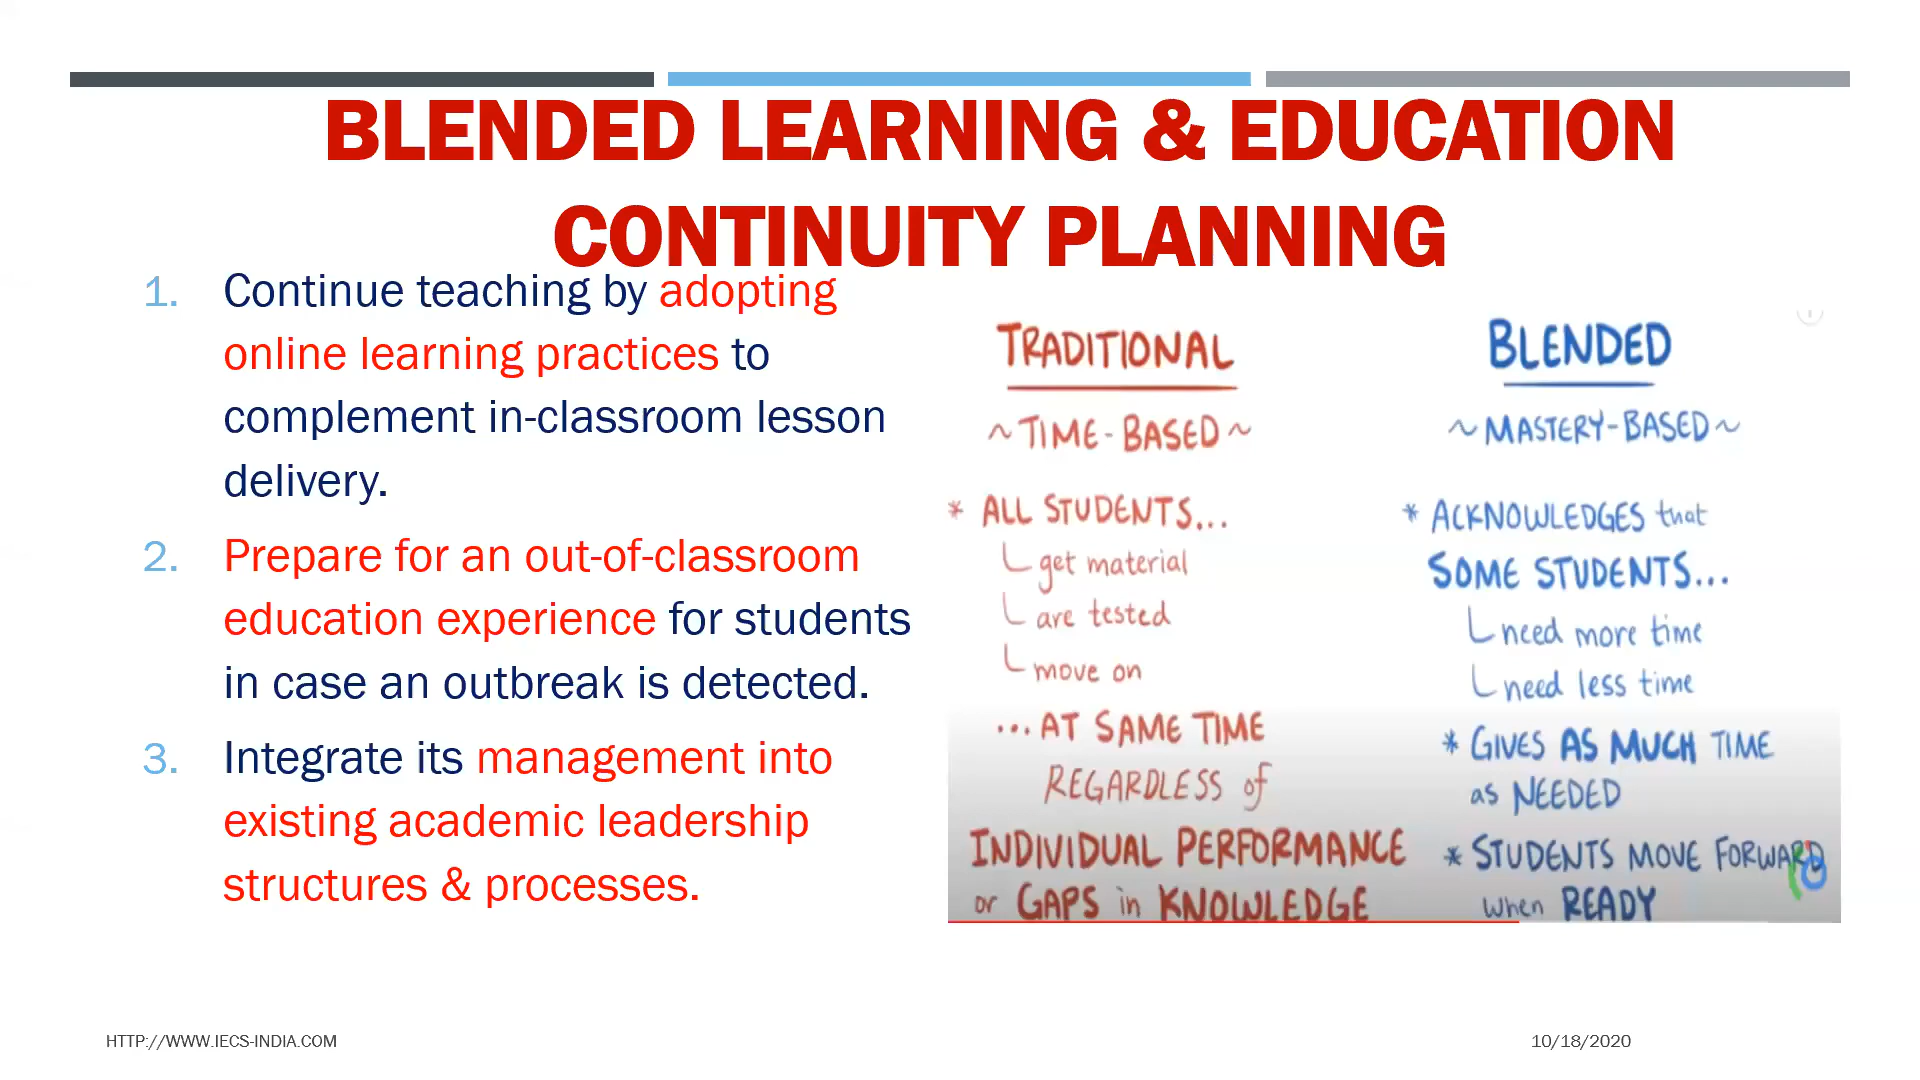 BLENDED LEARNING & EDUCATION
CONTINUITY PLANNING
1. Continue teaching by adopting
online learning practices to
complement in-classroom lesson
delivery.
2. Prepare for an out-of-classroom
education experience for students
in case an outbreak is detected.
3. Integrate its management into
existing academic leadership
structures & processes.
TRADITIONAL
~TIME-BASED~
* ALL STUDENTS...
get material
are tested
move on
...AT SAME TIME
REGARDLESS of
INDIVIDUAL PERFORMANCE
or GAPS in KNOWLEDGE
BLENDED
~MASTERY-BASED~
* ACKNOWLEDGES that
SOME STUDENTS...
need more time
need less time
* GIVES AS MUCH TIME
as NEEDED
* STUDENTS MOVE FORWARD
when READY
HTTP://WWW.IECS-INDIA.COM
10/18/2020